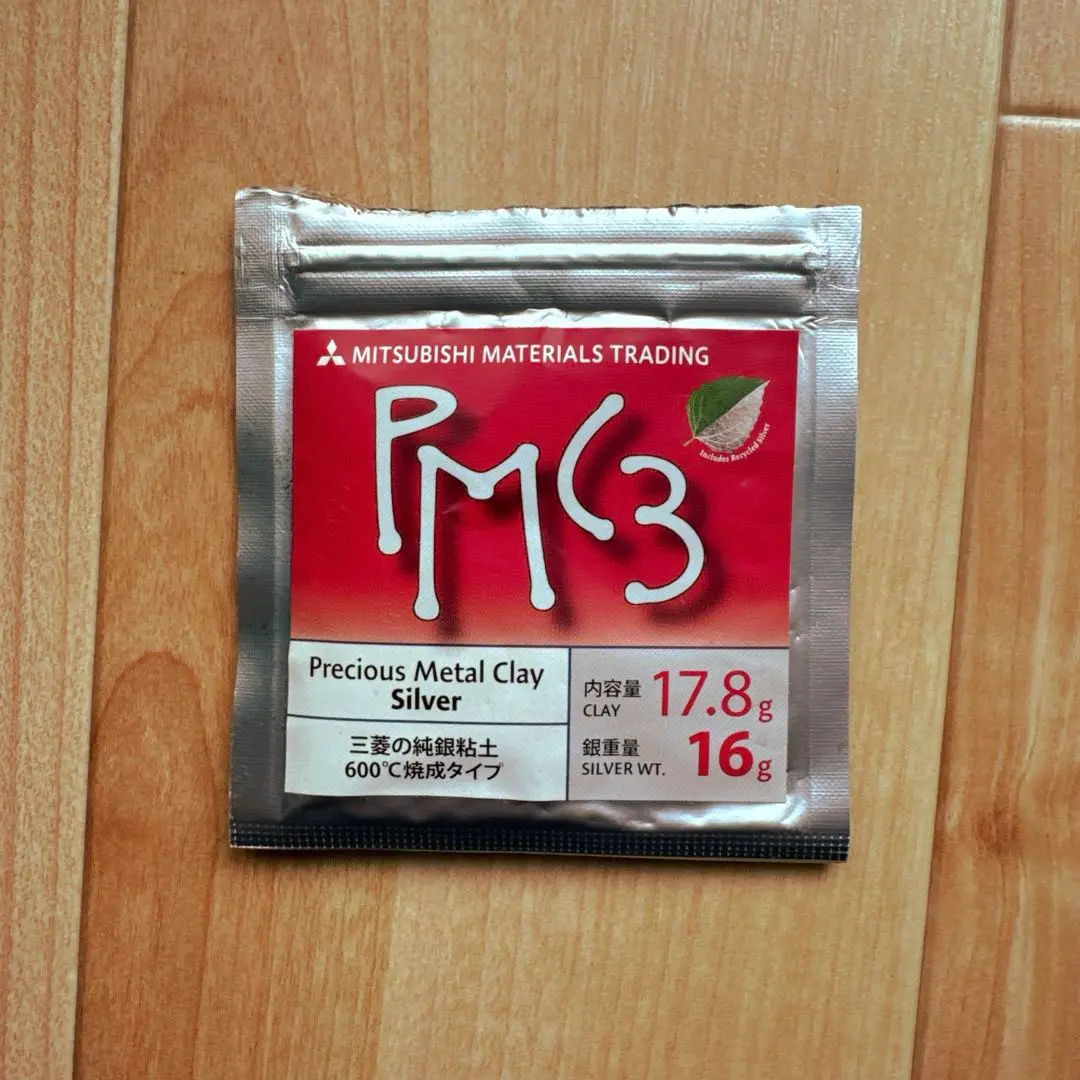 MITSUBISHI MATERIALS TRADING
PMC3
Includes Recycled Silver
Precious Metal Clay
Silver
三菱の純銀粘土
600℃焼成タイプ
内容量 17.8g
CLAY
銀重量 16g
SILVER WT.